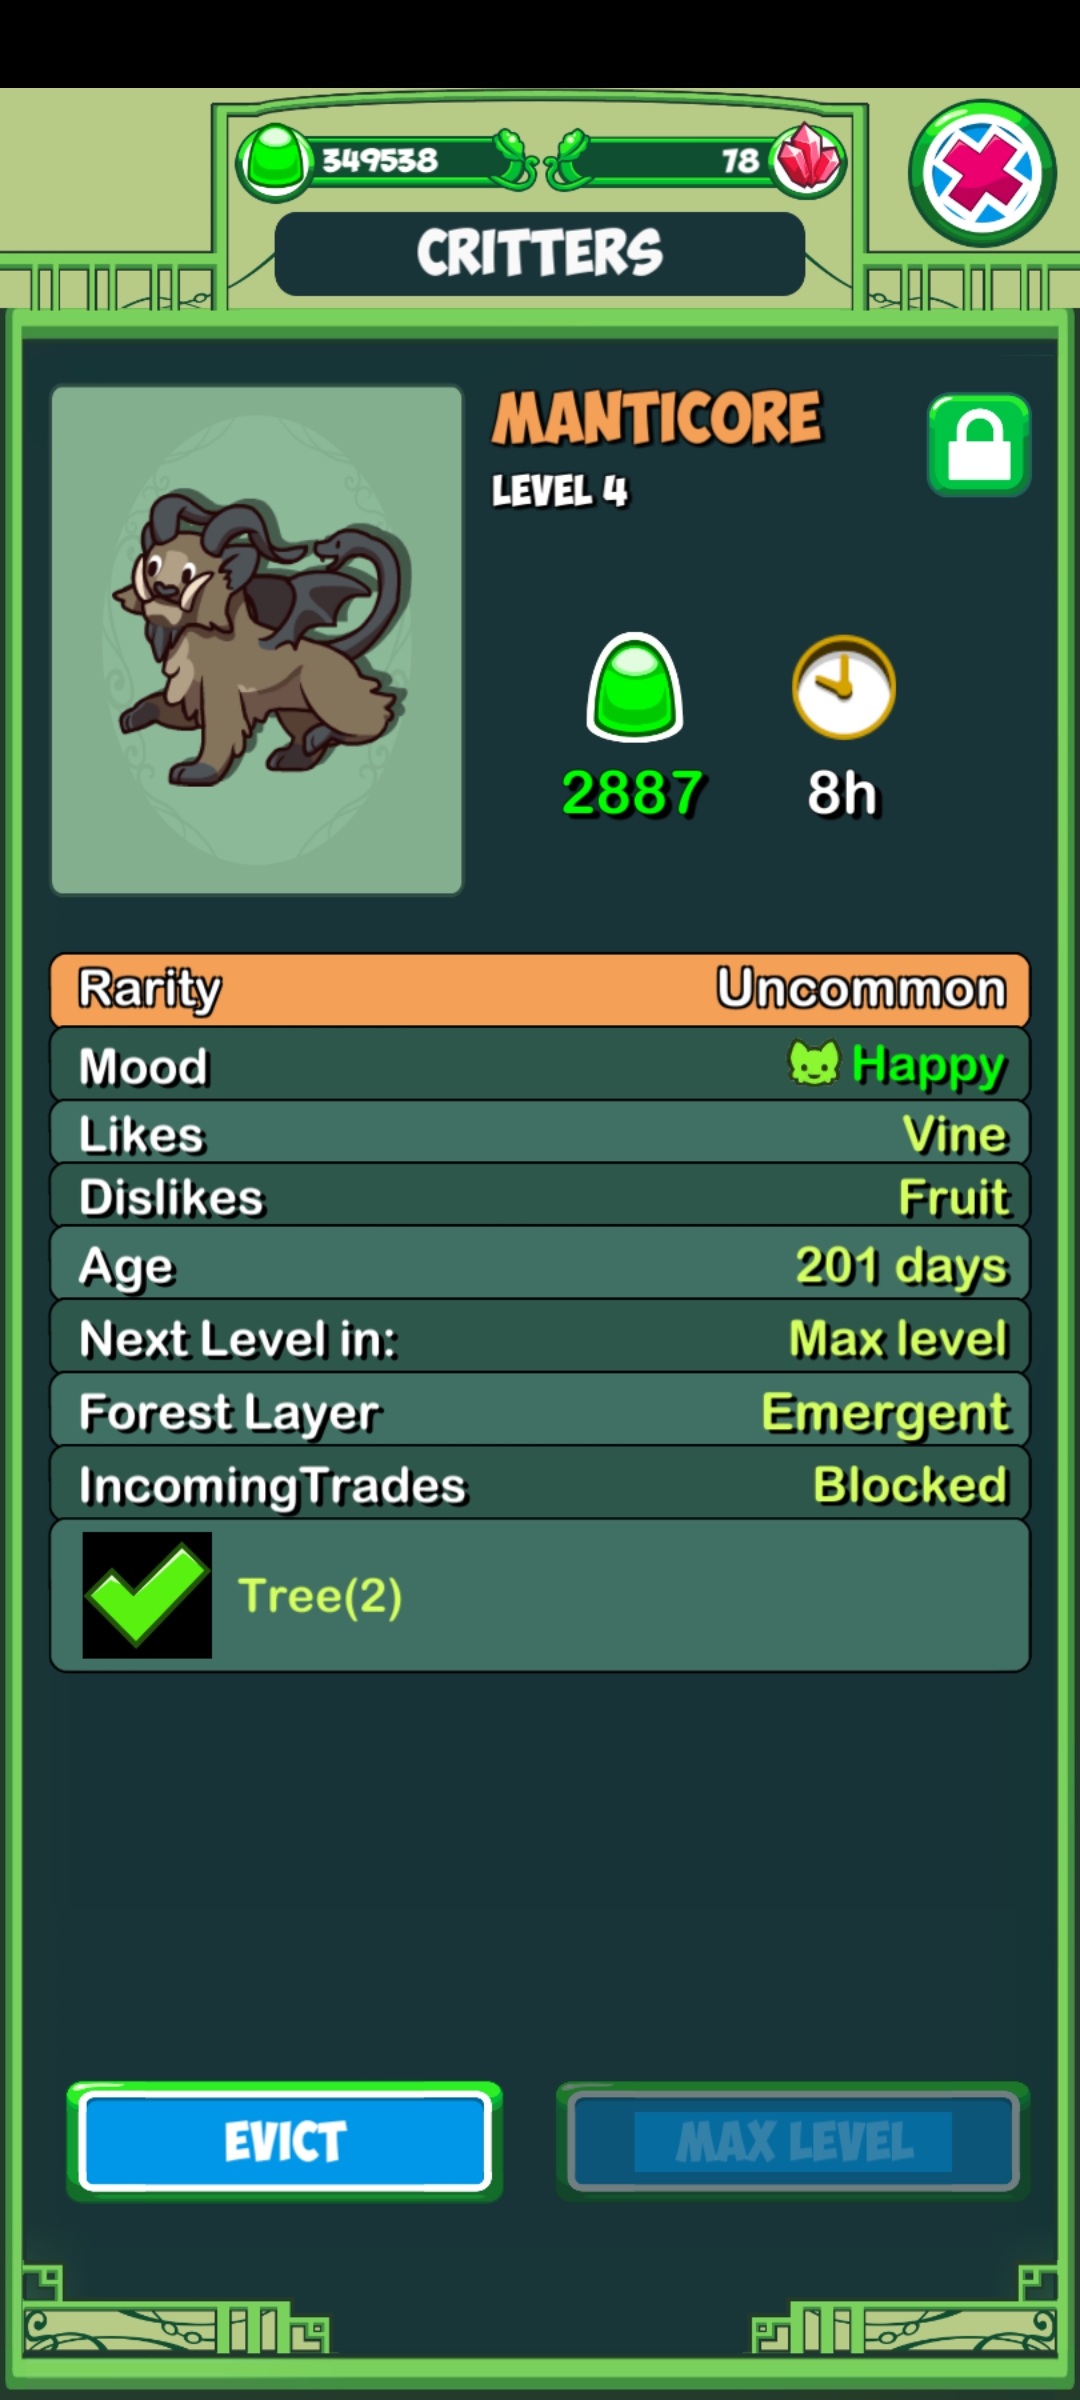 349538
78
CRITTERS
MANTICORE
LEVEL 4
2887
8h
Rarity Uncommon
Mood Happy
Likes Vine
Dislikes Fruit
Age 201 days
Next Level in: Max level
Forest Layer Emergent
IncomingTrades Blocked
Tree(2)
EVICT
MAX LEVEL